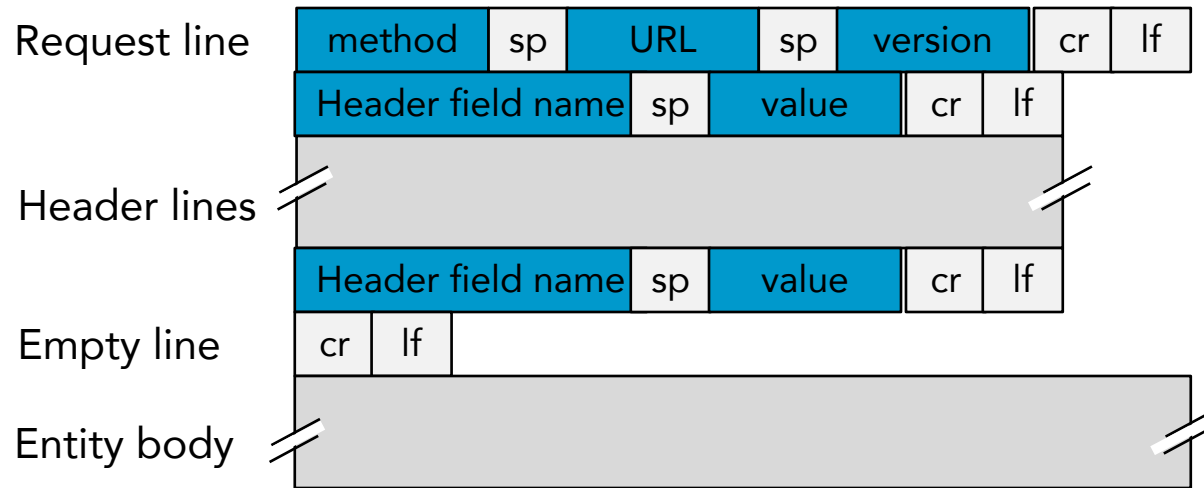 Request line method sp URL sp version cr lf
Header field name sp value cr lf
Header lines
Header field name sp value cr lf
Empty line cr lf
Entity body